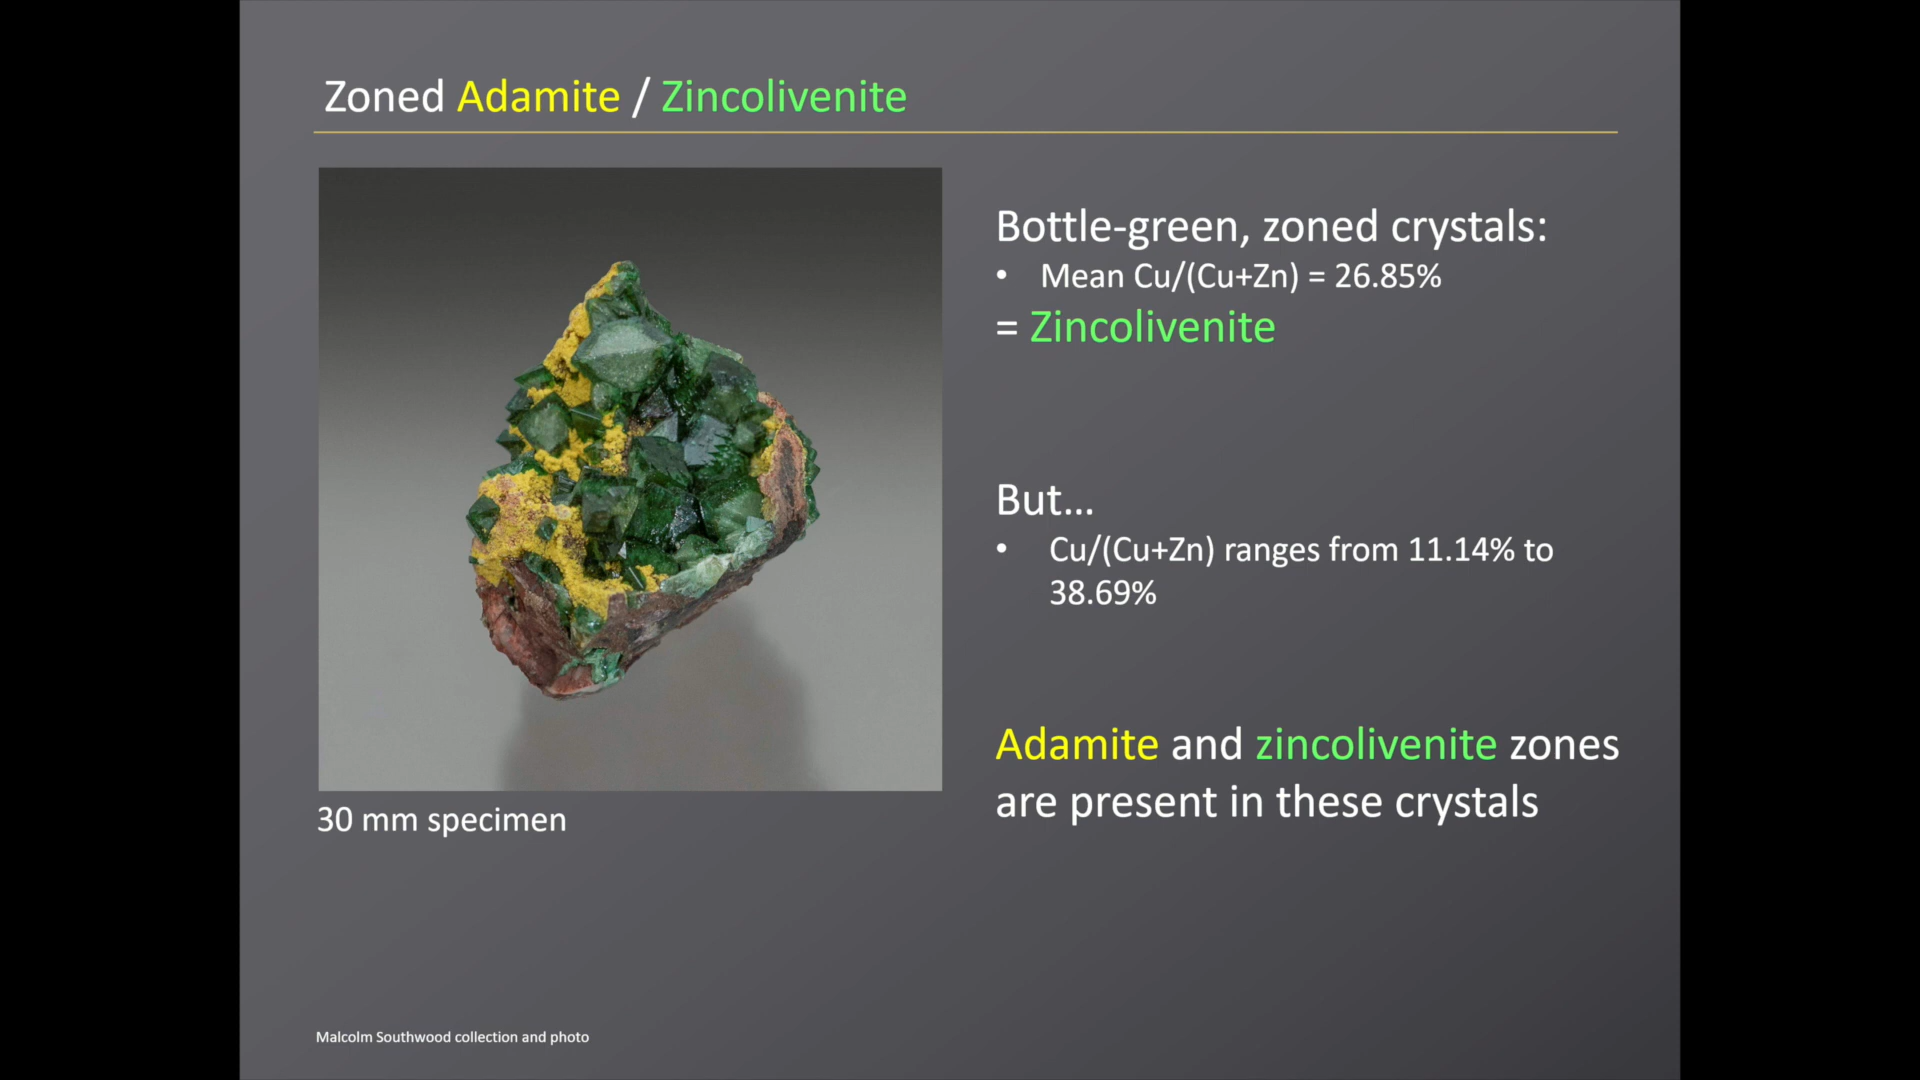 Zoned Adamite / Zincolivenite
Bottle-green, zoned crystals:
• Mean Cu/(Cu+Zn) = 26.85%
= Zincolivenite
But...
• Cu/(Cu+Zn) ranges from 11.14% to
38.69%
Adamite and zincolivenite zones
are present in these crystals
30 mm specimen
Malcolm Southwood collection and photo